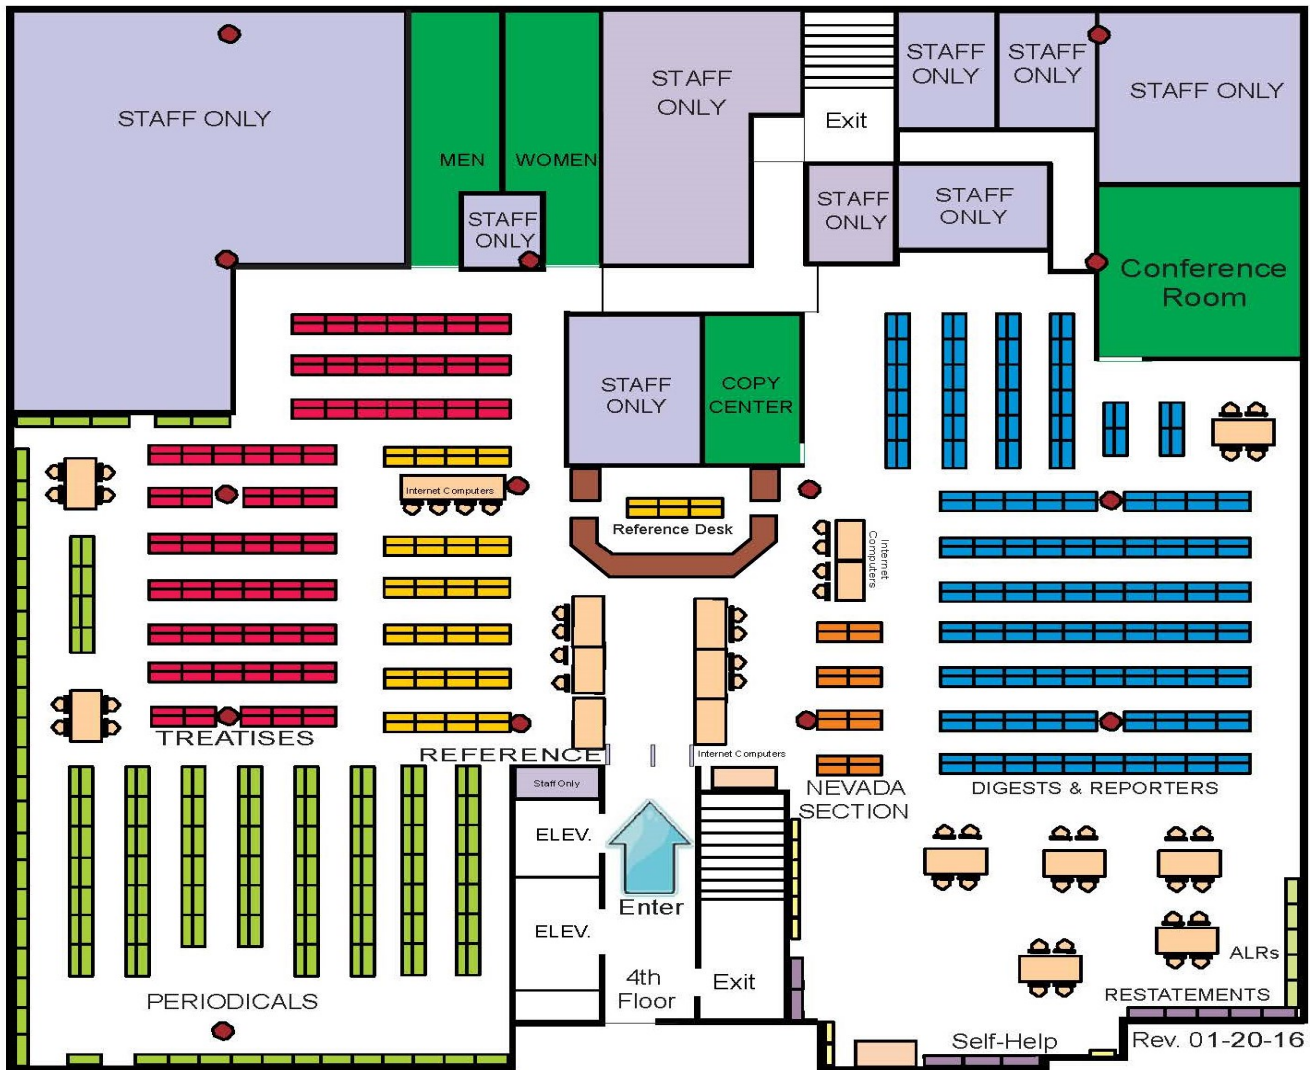 STAFF ONLY
MEN
WOMEN
STAFF
ONLY
STAFF
ONLY
Exit
STAFF
ONLY
STAFF
ONLY
STAFF ONLY
STAFF
ONLY
STAFF
ONLY
Conference
Room
STAFF
ONLY
COPY
CENTER
Internet Computers
Reference Desk
Internet
Computers
TREATISES
REFERENCE
Internet Computers
Staff Only
NEVADA
SECTION
DIGESTS & REPORTERS
ELEV.
Enter
ELEV.
4th
Floor
Exit
PERIODICALS
ALRs
RESTATEMENTS
Self-Help
Rev. 01-20-16